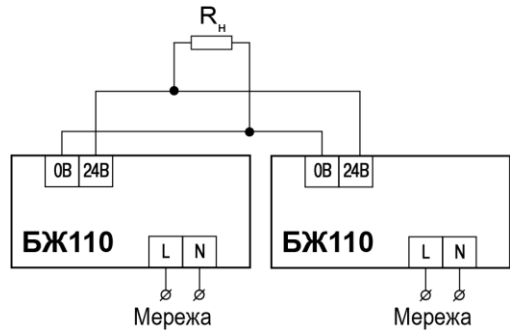 Rн
0В 24В 0В 24В
БЖ110 БЖ110
L N L N
Мережа Мережа